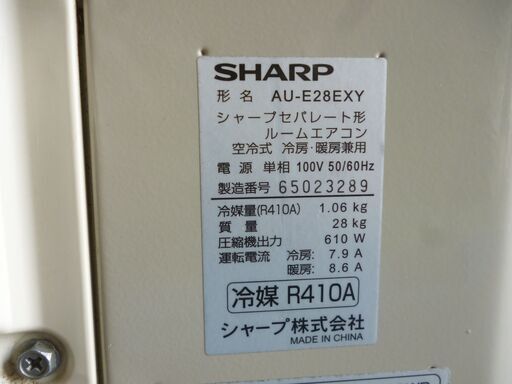 SHARP
形名 AU-E28EXY
シャープセパレート形
ルームエアコン
空冷式 冷房・暖房兼用
電源 単相 100V 50/60Hz
製造番号 65023289
冷媒量(R410A) 1.06 kg
質量 28 kg
圧縮機出力 610 W
運転電流 冷房: 7.9 A
暖房: 8.6 A
冷媒 R410A
シャープ株式会社
MADE IN CHINA